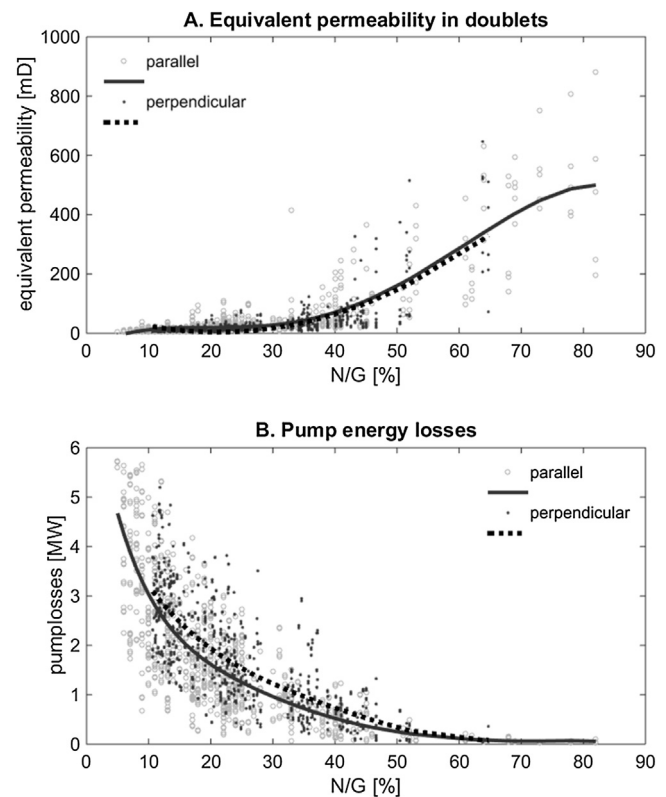 A. Equivalent permeability in doublets
1000
800
600
400
200
0
equivalent permeability [mD]
parallel
perpendicular
0 10 20 30 40 50 60 70 80 90
N/G [%]
B. Pump energy losses
6
5
4
3
2
1
0
pumplosses [MW]
parallel
perpendicular
0 10 20 30 40 50 60 70 80 90
N/G [%]